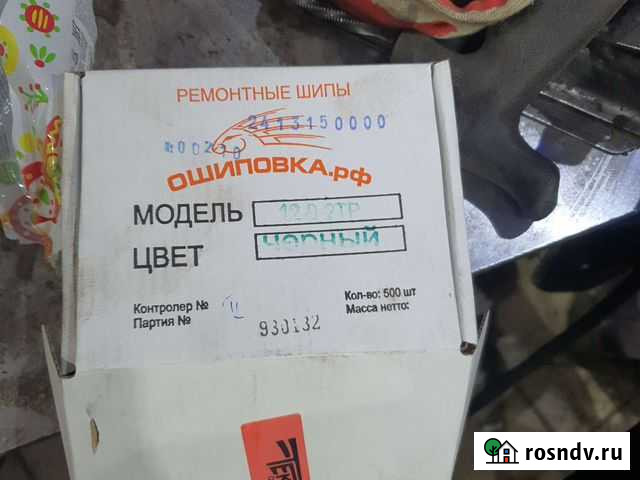 РЕМОНТНЫЕ ШИПЫ
2413150000
ОШИПОВКА.РФ
МОДЕЛЬ
ЦВЕТ черный
Контролер № Кол-во: 500 шт
Партия № 930132 Масса нетто:
rosndv.ru